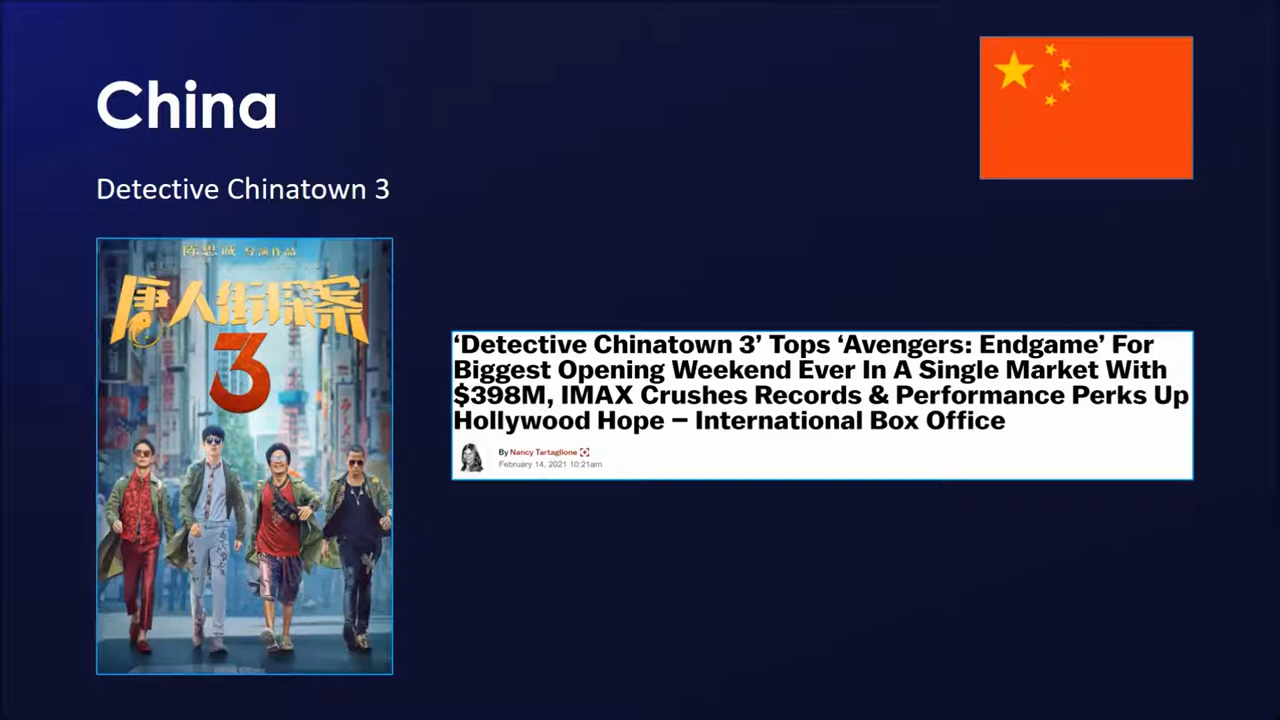 China
Detective Chinatown 3
陈思诚 导演作品
唐人街探案
3
‘Detective Chinatown 3’ Tops ‘Avengers: Endgame’ For
Biggest Opening Weekend Ever In A Single Market With
$398M, IMAX Crushes Records & Performance Perks Up
Hollywood Hope – International Box Office
By Nancy Tartaglione
February 14, 2021 10:21am